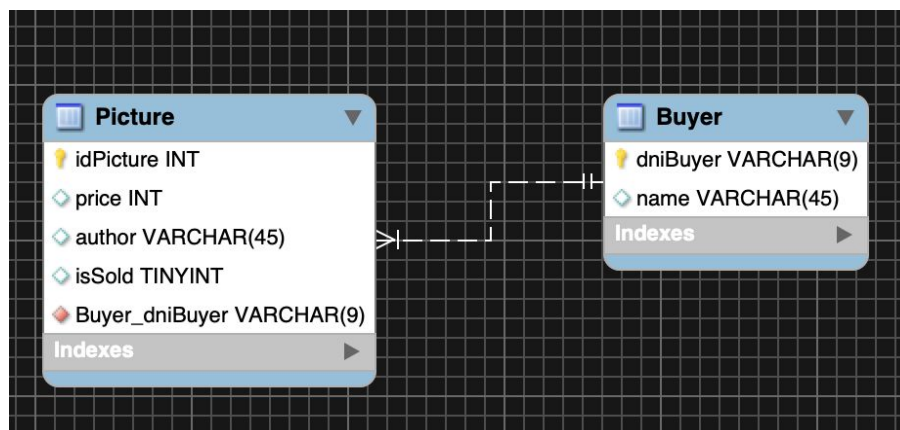 Picture
idPicture INT
price INT
author VARCHAR(45)
isSold TINYINT
Buyer_dniBuyer VARCHAR(9)
Indexes
Buyer
dniBuyer VARCHAR(9)
name VARCHAR(45)
Indexes